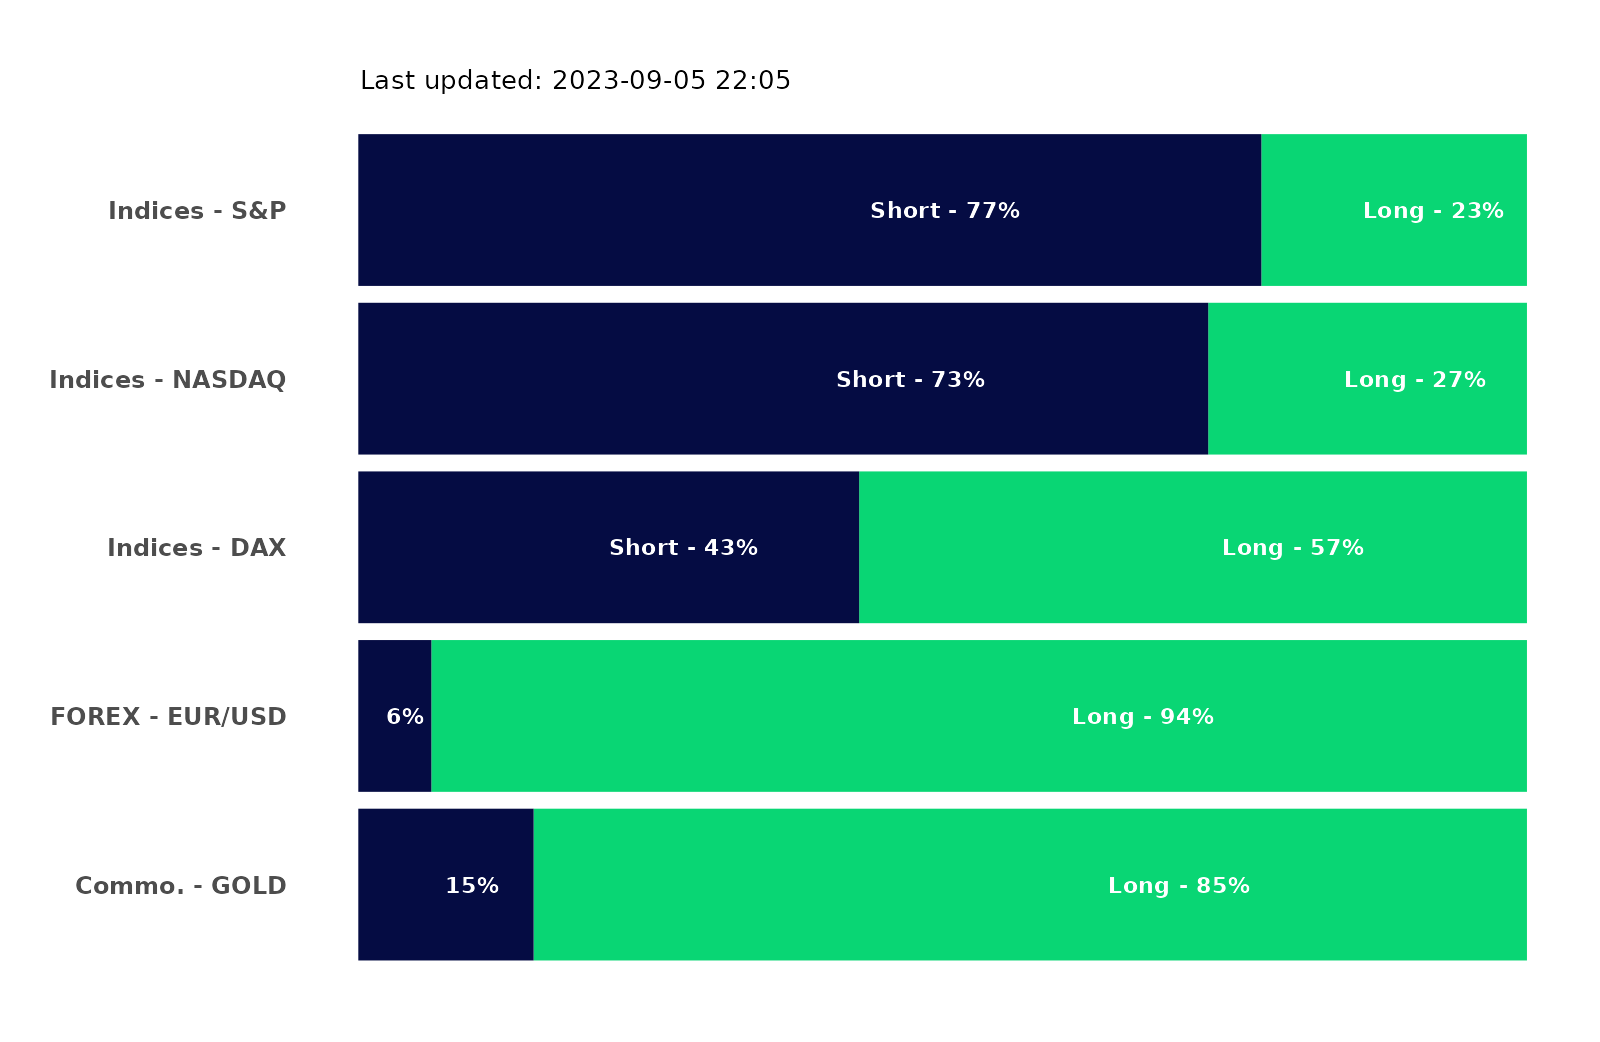 Last updated: 2023-09-05 22:05
Indices - S&P
Short - 77%
Long - 23%
Indices - NASDAQ
Short - 73%
Long - 27%
Indices - DAX
Short - 43%
Long - 57%
FOREX - EUR/USD
6%
Long - 94%
Commo. - GOLD
15%
Long - 85%